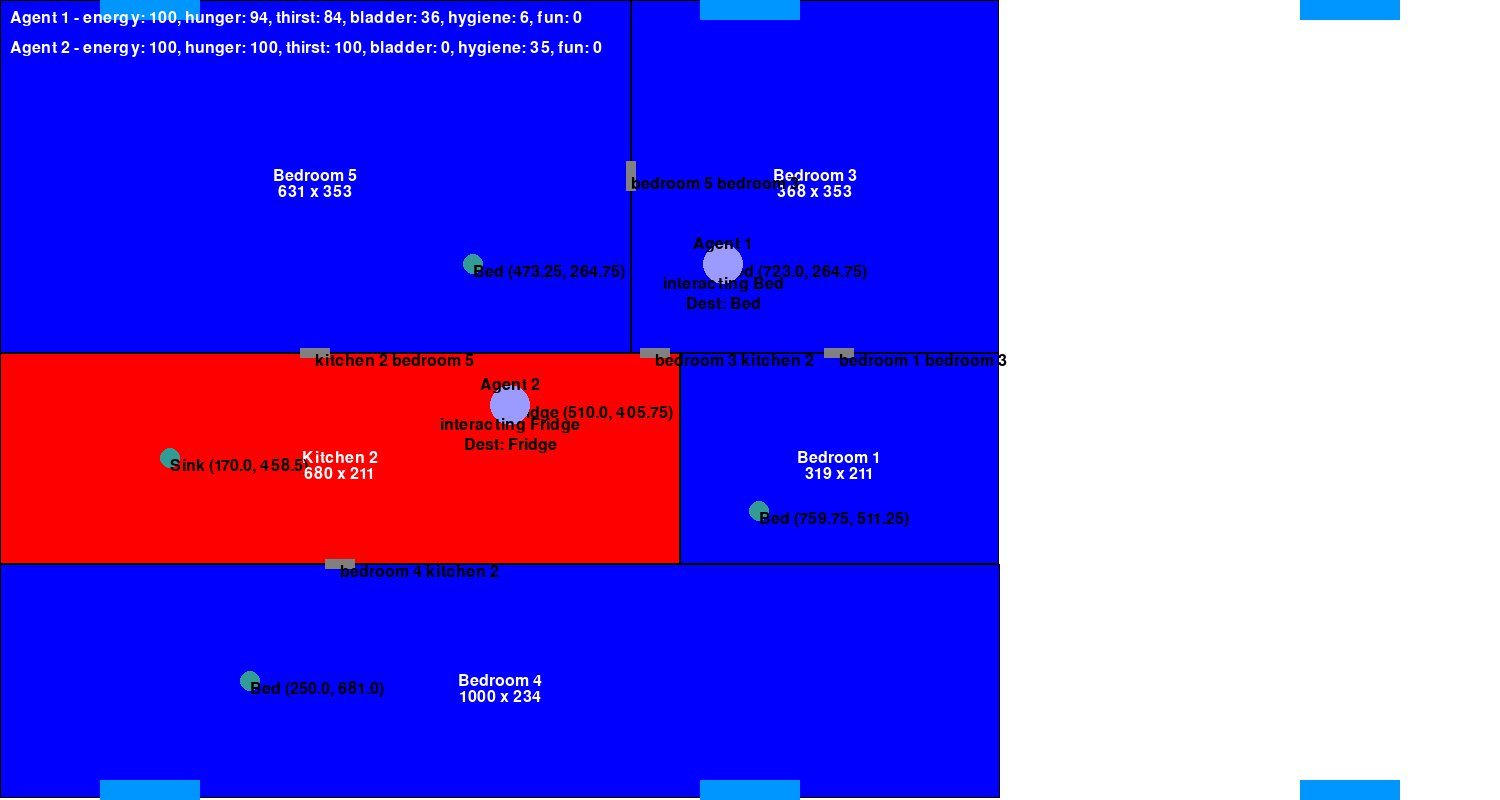 Agent 1 - energy: 100, hunger: 94, thirst: 84, bladder: 36, hygiene: 6, fun: 0
Agent 2 - energy: 100, hunger: 100, thirst: 100, bladder: 0, hygiene: 35, fun: 0
Bedroom 5
631 x 353
Bedroom 3
368 x 353
bedroom 5 bedroom 3
Agent 1
Bed (473.25, 264.75)
(723.0, 264.75)
interacting Bed
Dest: Bed
kitchen 2 bedroom 5
bedroom 3 kitchen 2
bedroom 1 bedroom 3
Agent 2
(510.0, 405.75)
interacting Fridge
Dest: Fridge
Kitchen 2
680 x 211
Sink (170.0, 458.5)
Bedroom 1
319 x 211
Bed (759.75, 511.25)
bedroom 4 kitchen 2
Bedroom 4
1000 x 234
Bed (250.0, 681.0)